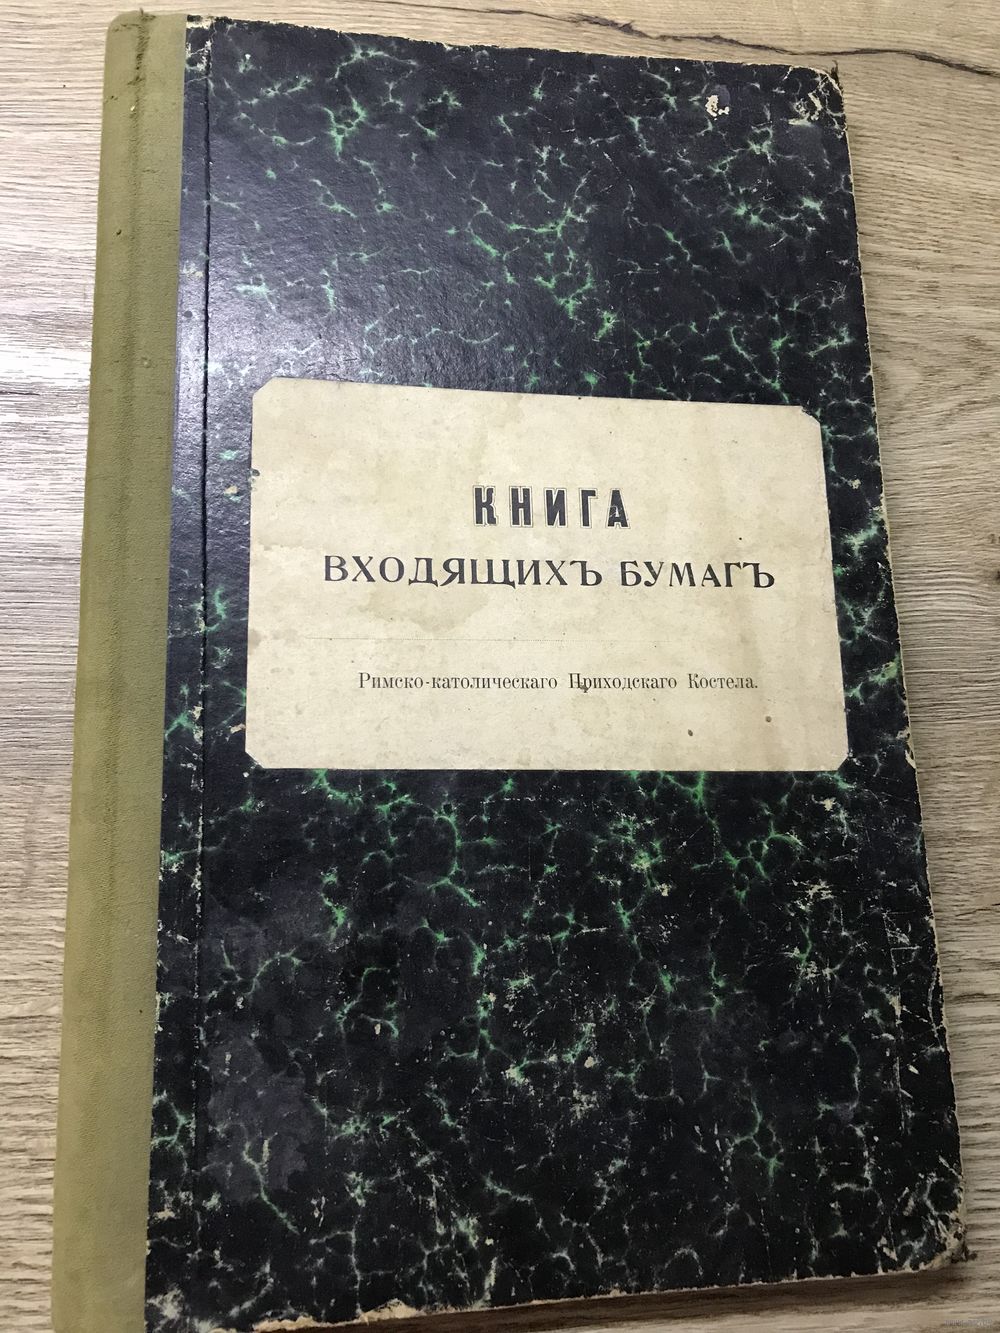 КНИГА
ВХОДЯЩИХЪ БУМАГЪ
Римско-католическаго Приходскаго Костела.